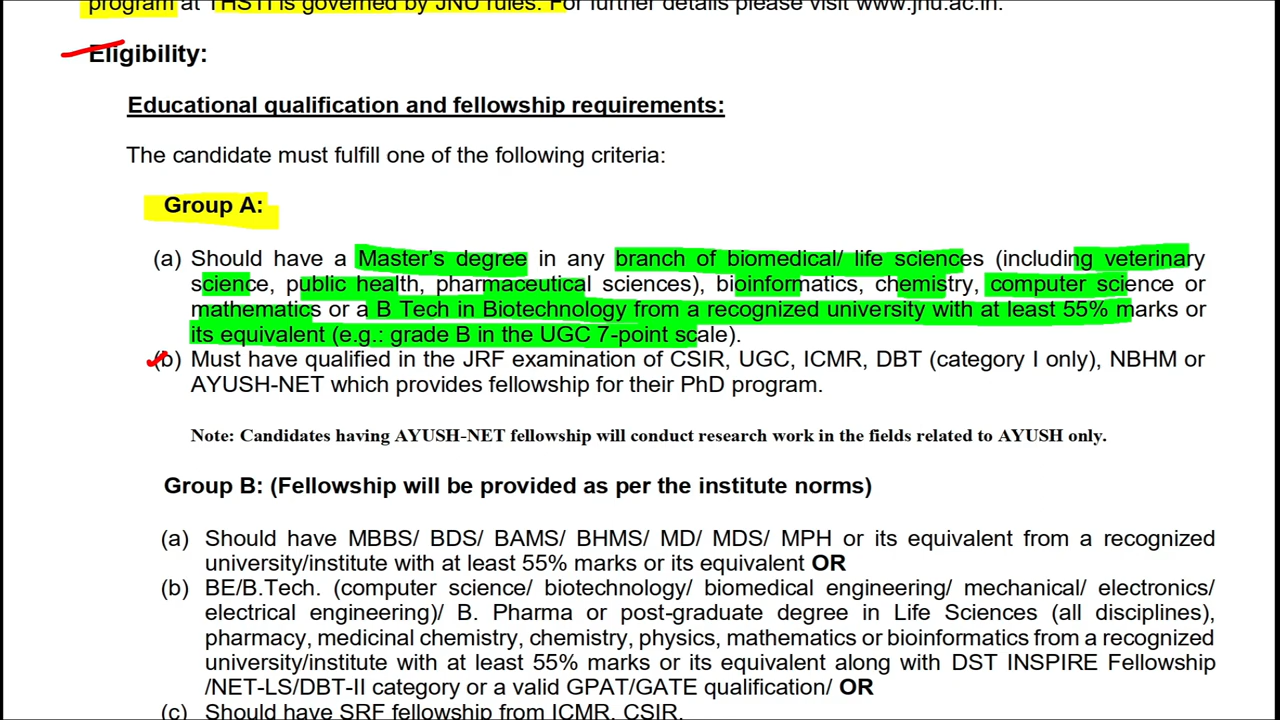 program at THSTI is governed by JNU rules. For further details please visit www.jnu.ac.in.
Eligibility:
Educational qualification and fellowship requirements:
The candidate must fulfill one of the following criteria:
Group A:
(a) Should have a Master's degree in any branch of biomedical/ life sciences (including veterinary
science, public health, pharmaceutical sciences), bioinformatics, chemistry, computer science or
mathematics or a B Tech in Biotechnology from a recognized university with at least 55% marks or
its equivalent (e.g.: grade B in the UGC 7-point scale).
(b) Must have qualified in the JRF examination of CSIR, UGC, ICMR, DBT (category I only), NBHM or
AYUSH-NET which provides fellowship for their PhD program.
Note: Candidates having AYUSH-NET fellowship will conduct research work in the fields related to AYUSH only.
Group B: (Fellowship will be provided as per the institute norms)
(a) Should have MBBS/ BDS/ BAMS/ BHMS/ MD/ MDS/ MPH or its equivalent from a recognized
university/institute with at least 55% marks or its equivalent OR
(b) BE/B.Tech. (computer science/ biotechnology/ biomedical engineering/ mechanical/ electronics/
electrical engineering)/ B. Pharma or post-graduate degree in Life Sciences (all disciplines),
pharmacy, medicinal chemistry, chemistry, physics, mathematics or bioinformatics from a recognized
university/institute with at least 55% marks or its equivalent along with DST INSPIRE Fellowship
/NET-LS/DBT-II category or a valid GPAT/GATE qualification/ OR
(c) Should have SRF fellowship from ICMR, CSIR.